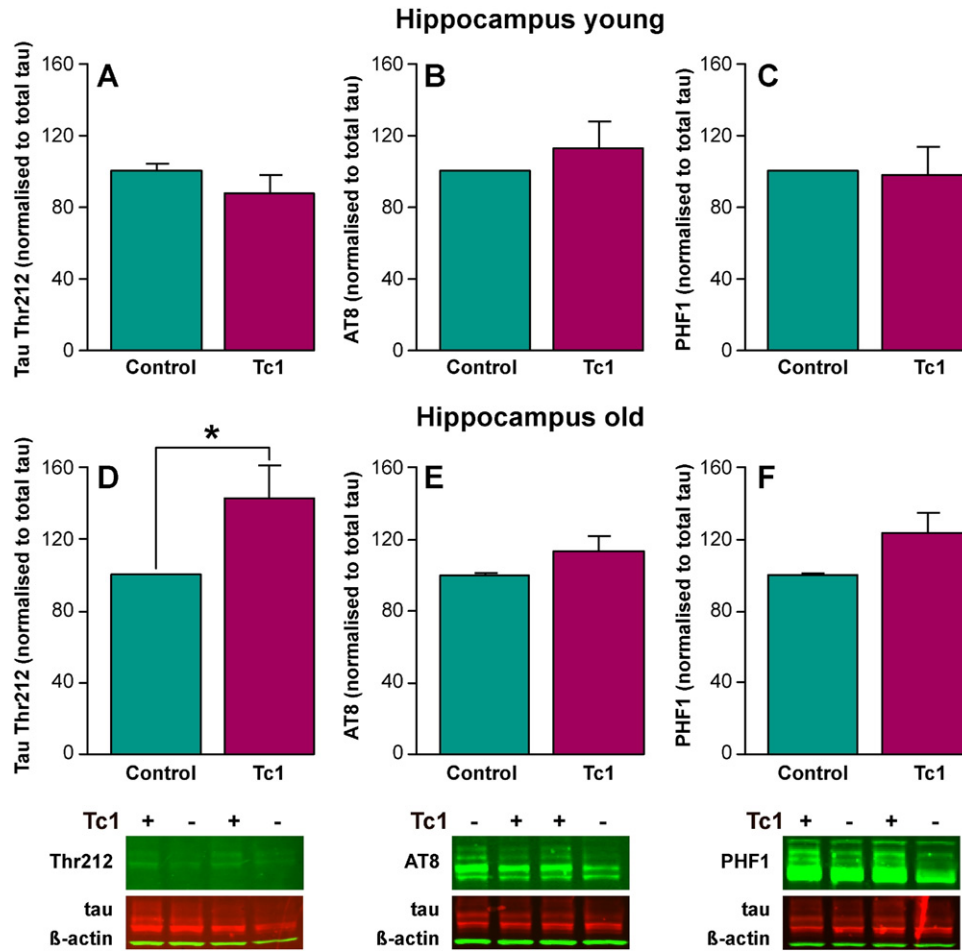 Hippocampus young
A
Tau Thr212 (normalised to total tau)
160
120
80
40
0
Control Tc1
B
AT8 (normalised to total tau)
160
120
80
40
0
Control Tc1
C
PHF1 (normalised to total tau)
160
120
80
40
0
Control Tc1
Hippocampus old
D
*
Tau Thr212 (normalised to total tau)
160
120
80
40
0
Control Tc1
E
AT8 (normalised to total tau)
160
120
80
40
0
Control Tc1
F
PHF1 (normalised to total tau)
160
120
80
40
0
Control Tc1
Tc1 + - + -
Thr212
tau
ß-actin
Tc1 - + + -
AT8
tau
ß-actin
Tc1 + - + -
PHF1
tau
ß-actin